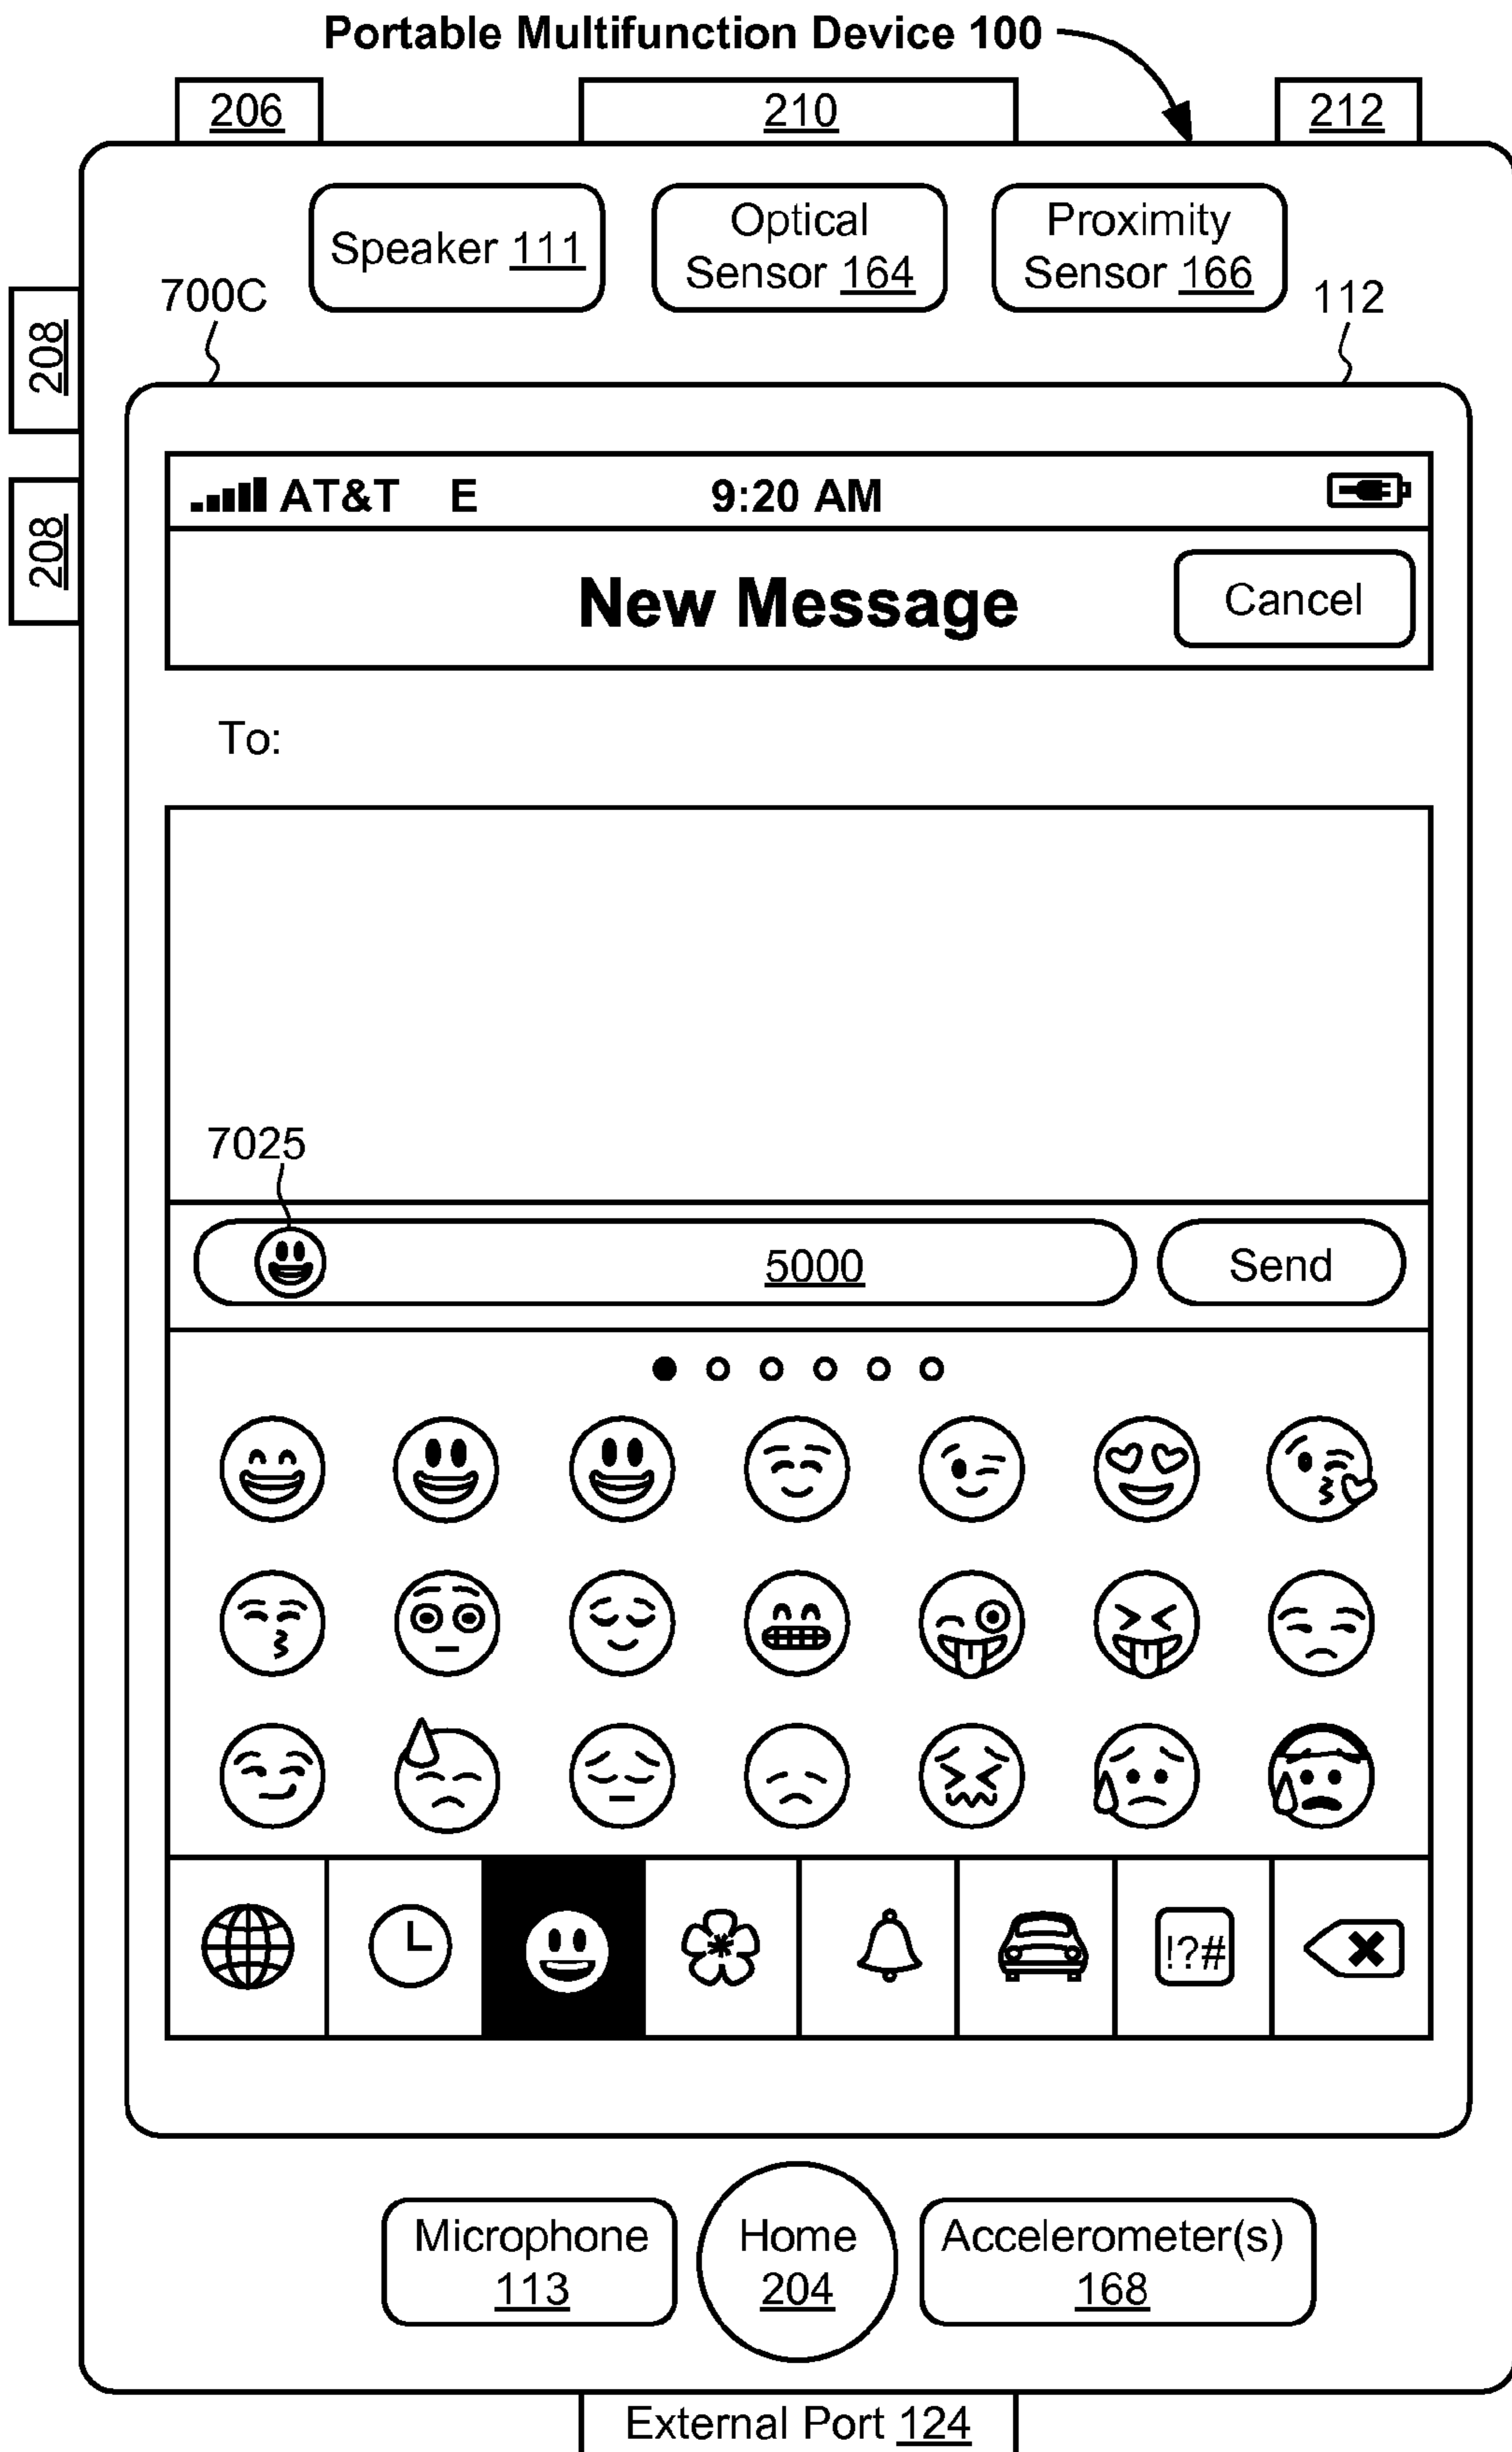 Portable Multifunction Device 100
206
210
212
Speaker 111
Optical
Sensor 164
Proximity
Sensor 166
700C
112
208
208
AT&T E 9:20 AM
New Message
Cancel
To:
7025
5000
Send
!?#
Microphone
113
Home
204
Accelerometer(s)
168
External Port 124